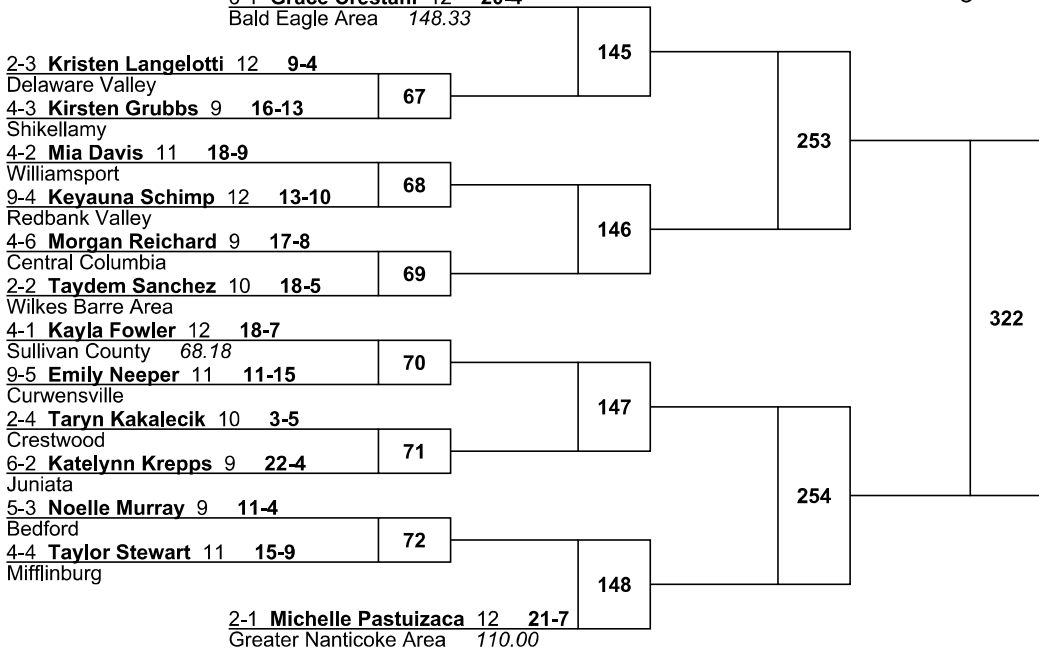 Bald Eagle Area 148.33
145
2-3 Kristen Langelotti 12 9-4
Delaware Valley
67
4-3 Kirsten Grubbs 9 16-13
Shikellamy
253
4-2 Mia Davis 11 18-9
Williamsport
68
9-4 Keyauna Schimp 12 13-10
Redbank Valley
146
4-6 Morgan Reichard 9 17-8
Central Columbia
69
2-2 Taydem Sanchez 10 18-5
Wilkes Barre Area
322
4-1 Kayla Fowler 12 18-7
Sullivan County 68.18
70
9-5 Emily Neeper 11 11-15
Curwensville
147
2-4 Taryn Kakalecik 10 3-5
Crestwood
71
6-2 Katelynn Krepps 9 22-4
Juniata
254
5-3 Noelle Murray 9 11-4
Bedford
72
4-4 Taylor Stewart 11 15-9
Mifflinburg
148
2-1 Michelle Pastuizaca 12 21-7
Greater Nanticoke Area 110.00